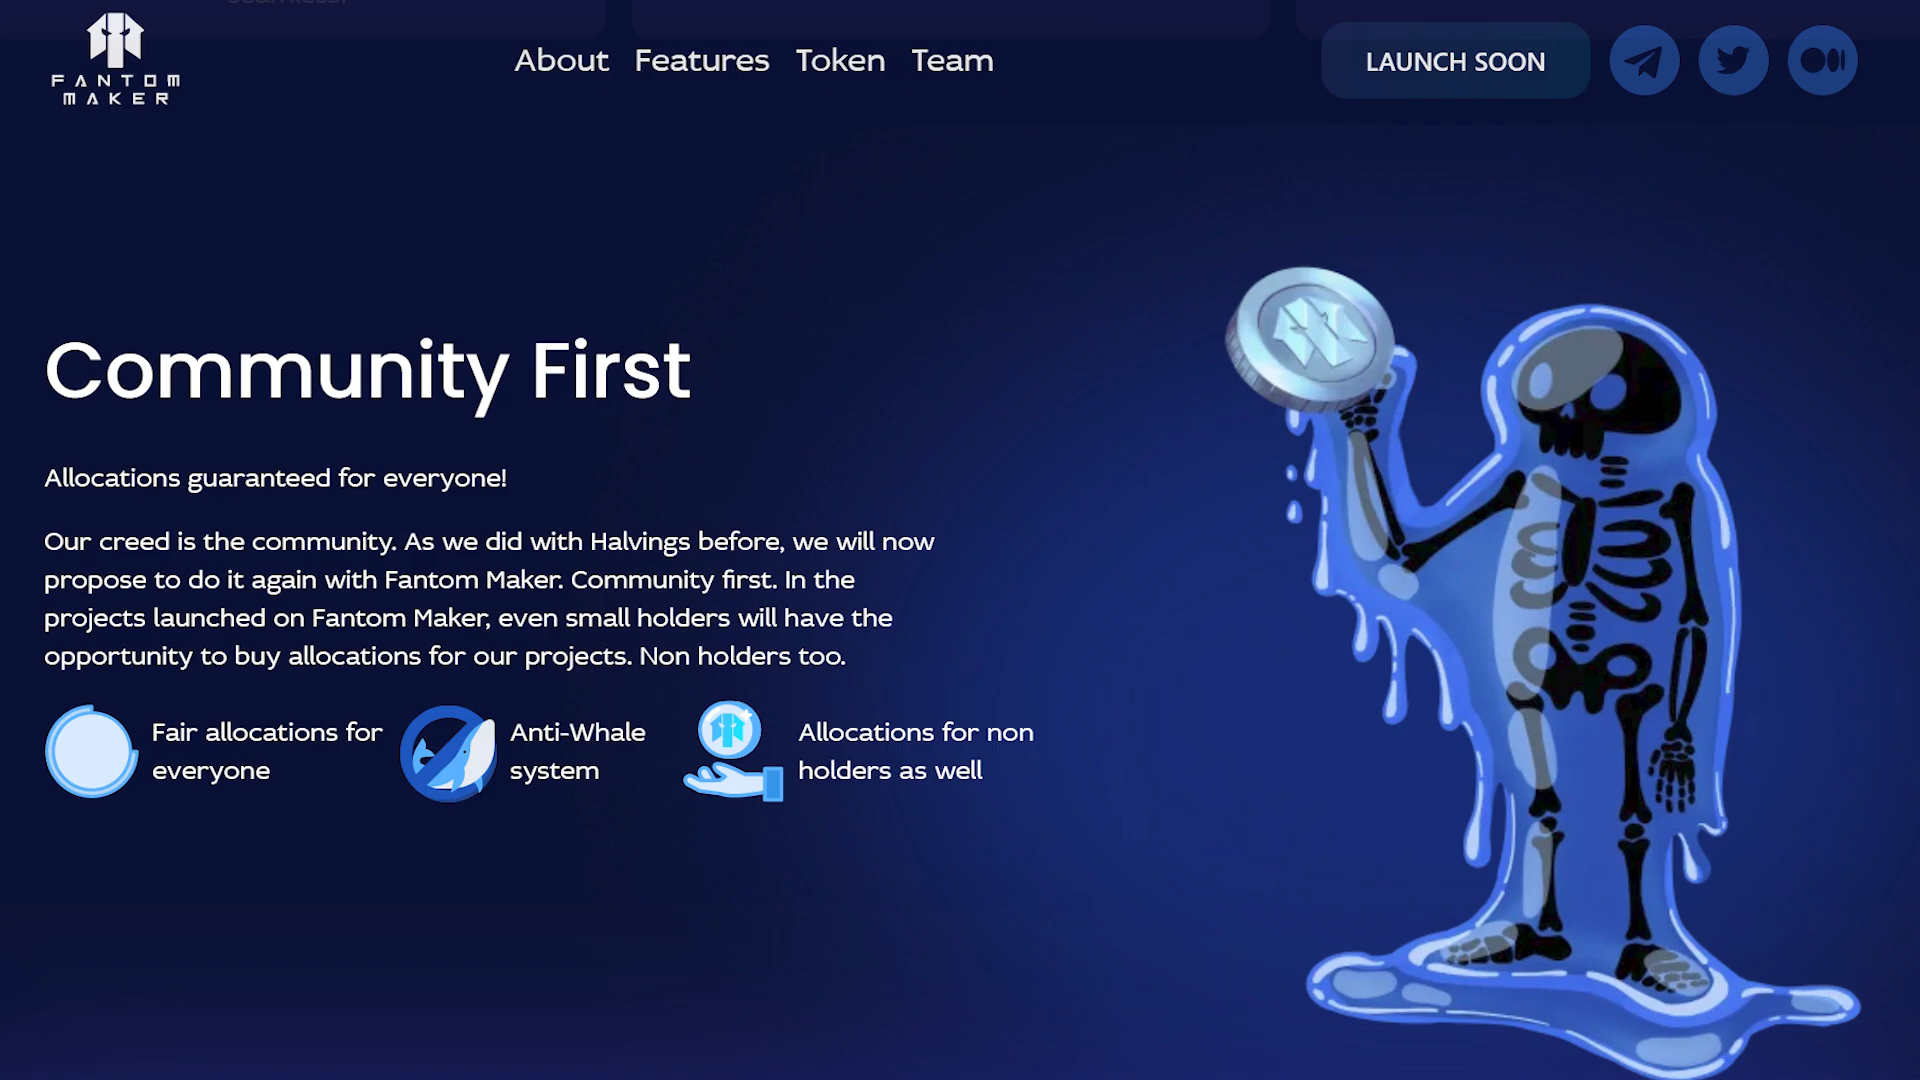 seamless.
FANTOM
MAKER
About Features Token Team
LAUNCH SOON
Community First
Allocations guaranteed for everyone!
Our creed is the community. As we did with Halvings before, we will now
propose to do it again with Fantom Maker. Community first. In the
projects launched on Fantom Maker, even small holders will have the
opportunity to buy allocations for our projects. Non holders too.
Fair allocations for
everyone
Anti-Whale
system
Allocations for non
holders as well